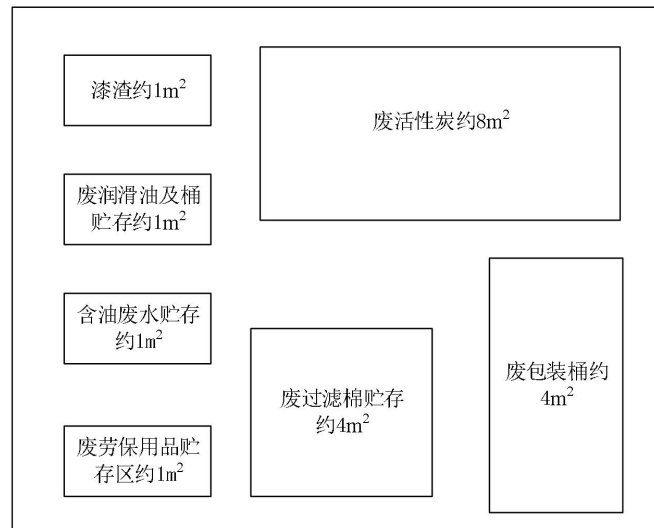 漆渣约1m²
废活性炭约8m²
废润滑油及桶
贮存约1m²
含油废水贮存
约1m²
废过滤棉贮存
约4m²
废包装桶约
4m²
废劳保用品贮
存区约1m²